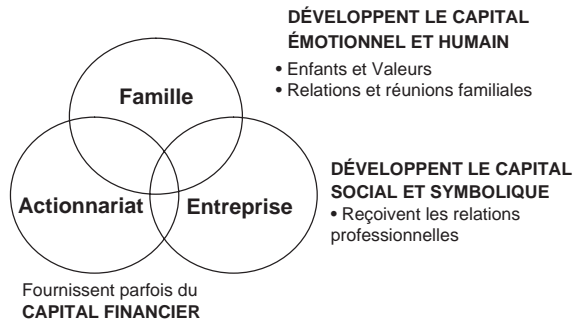 DÉVELOPPENT LE CAPITAL
ÉMOTIONNEL ET HUMAIN
• Enfants et Valeurs
• Relations et réunions familiales
Famille
DÉVELOPPENT LE CAPITAL
SOCIAL ET SYMBOLIQUE
• Reçoivent les relations
professionnelles
Actionnariat
Entreprise
Fournissent parfois du
CAPITAL FINANCIER